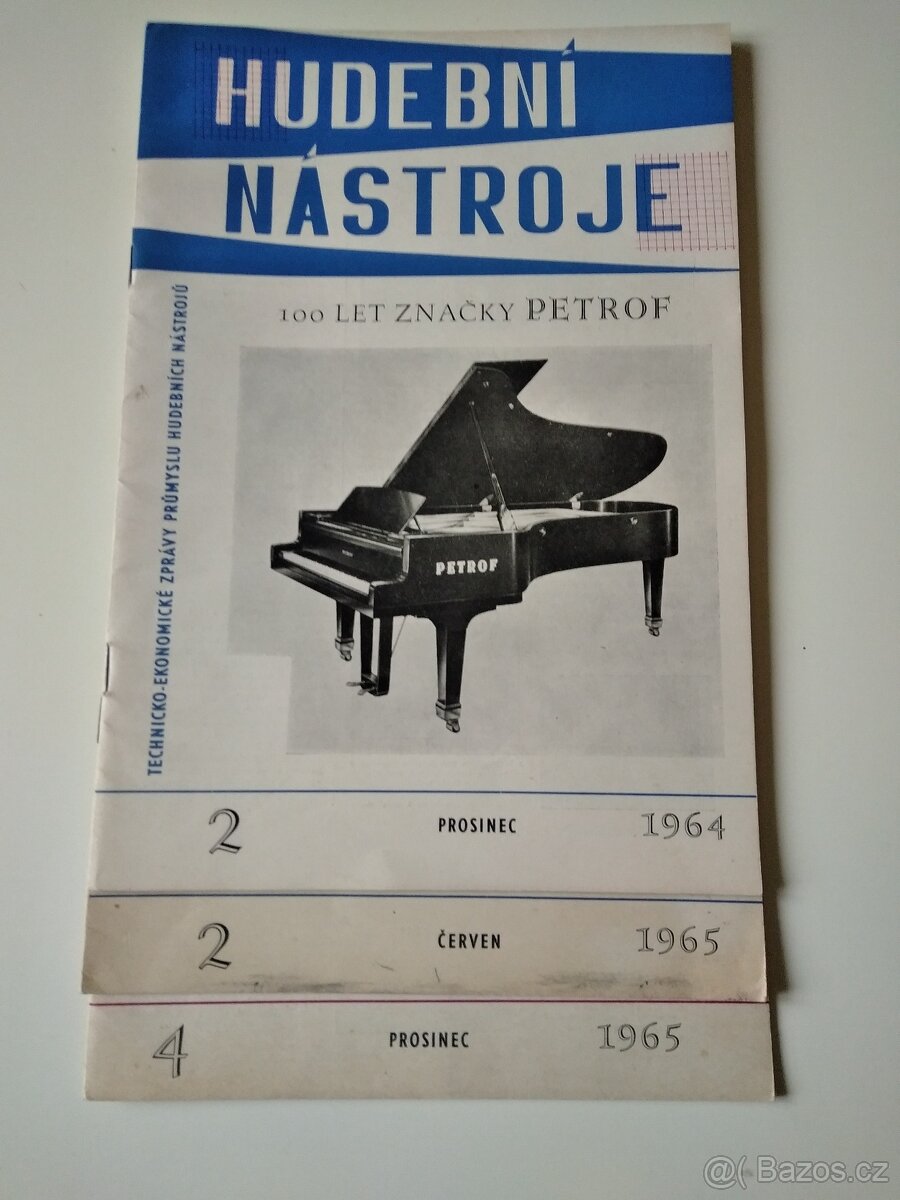 HUDEBNÍ
NÁSTROJE
TECHNICKO-EKONOMICKÉ ZPRÁVY PRŮMYSLU HUDEBNÍCH NÁSTROJŮ
100 LET ZNAČKY PETROF
PETROF
2 PROSINEC 1964
2 ČERVEN 1965
4 PROSINEC 1965
@( Bazos.cz